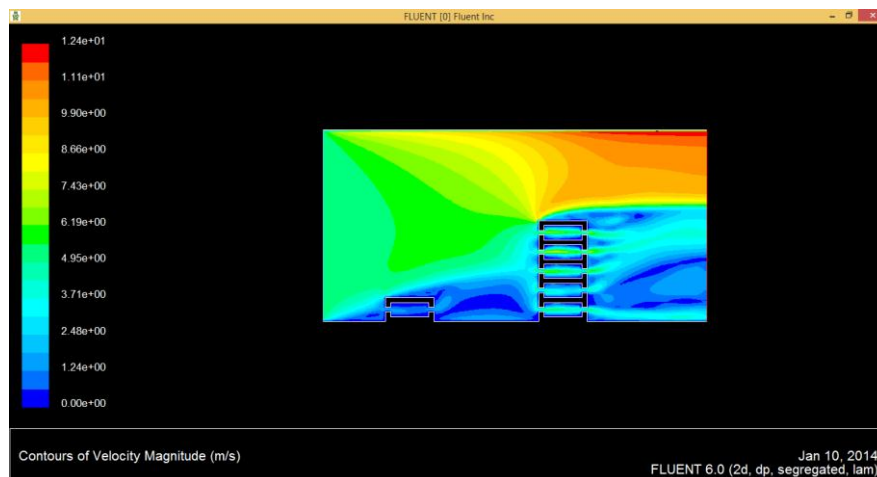 FLUENT [0] Fluent Inc
1.24e+01
1.11e+01
9.90e+00
8.66e+00
7.43e+00
6.19e+00
4.95e+00
3.71e+00
2.48e+00
1.24e+00
0.00e+00
Contours of Velocity Magnitude (m/s)
Jan 10, 2014
FLUENT 6.0 (2d, dp, segregated, lam)